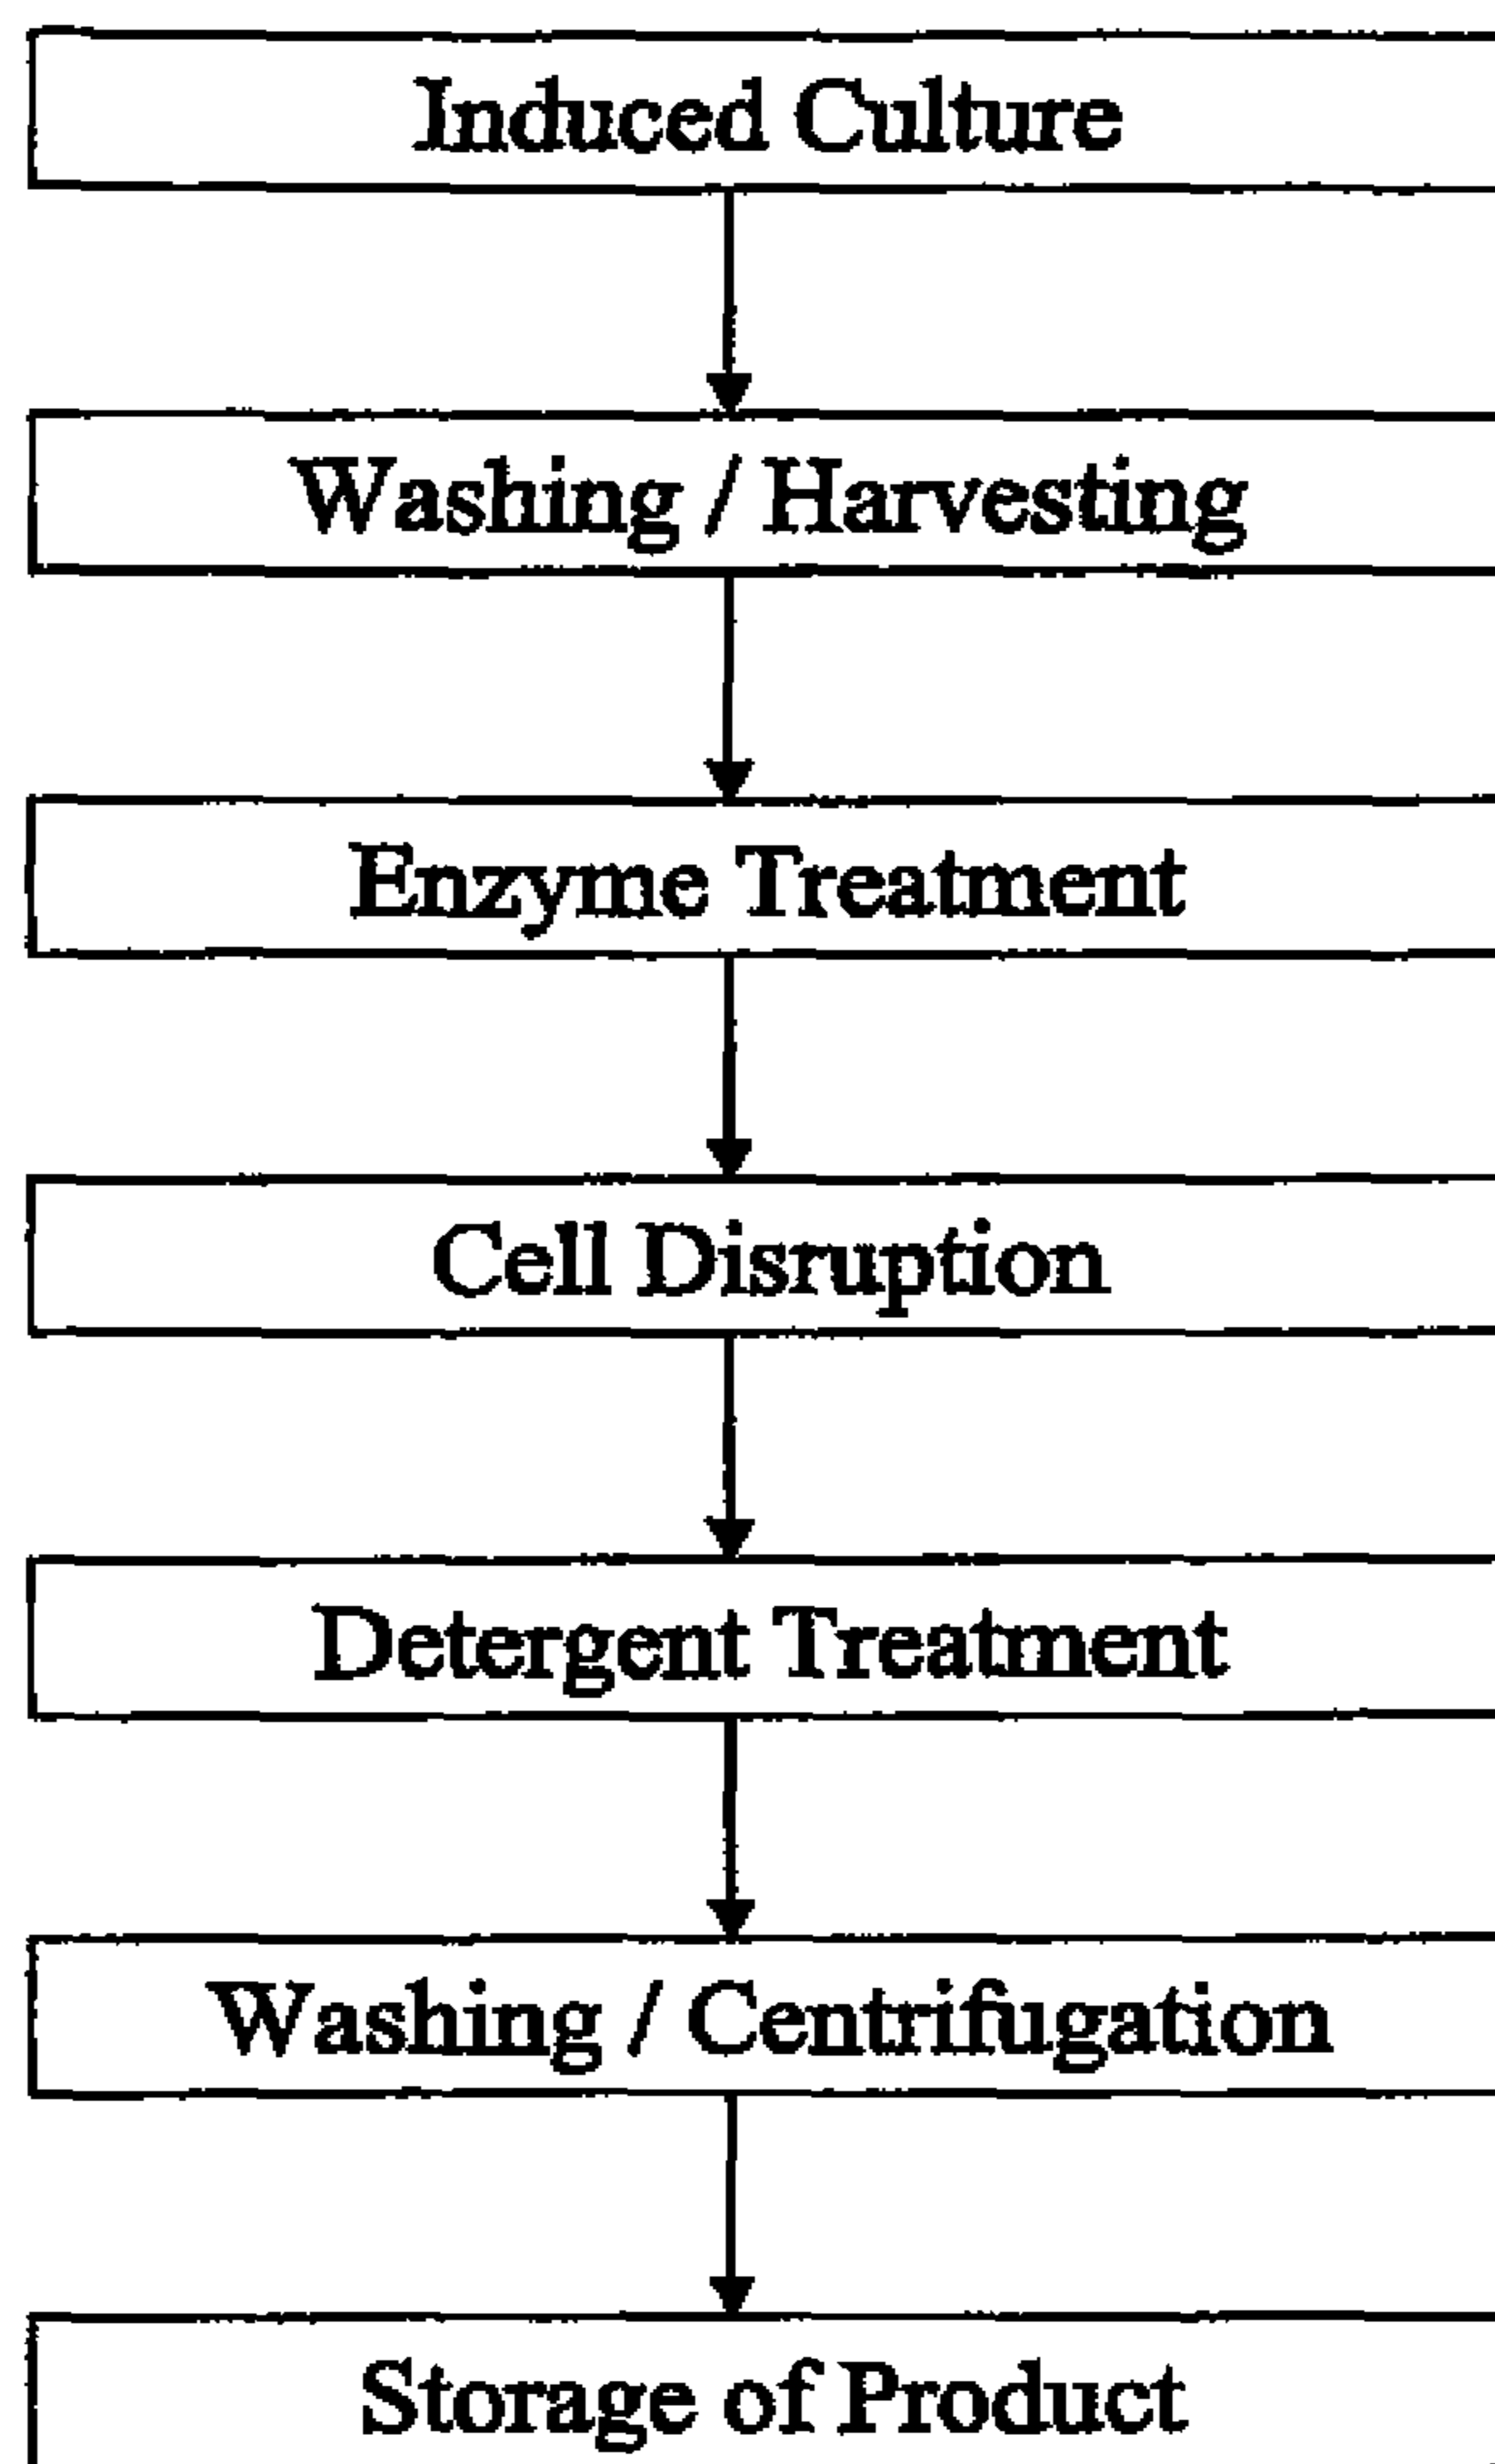 Induced Culture
Washing / Harvesting
Enzyme Treatment
Cell Disruption
Detergent Treatment
Washing / Centrifugation
Storage of Product